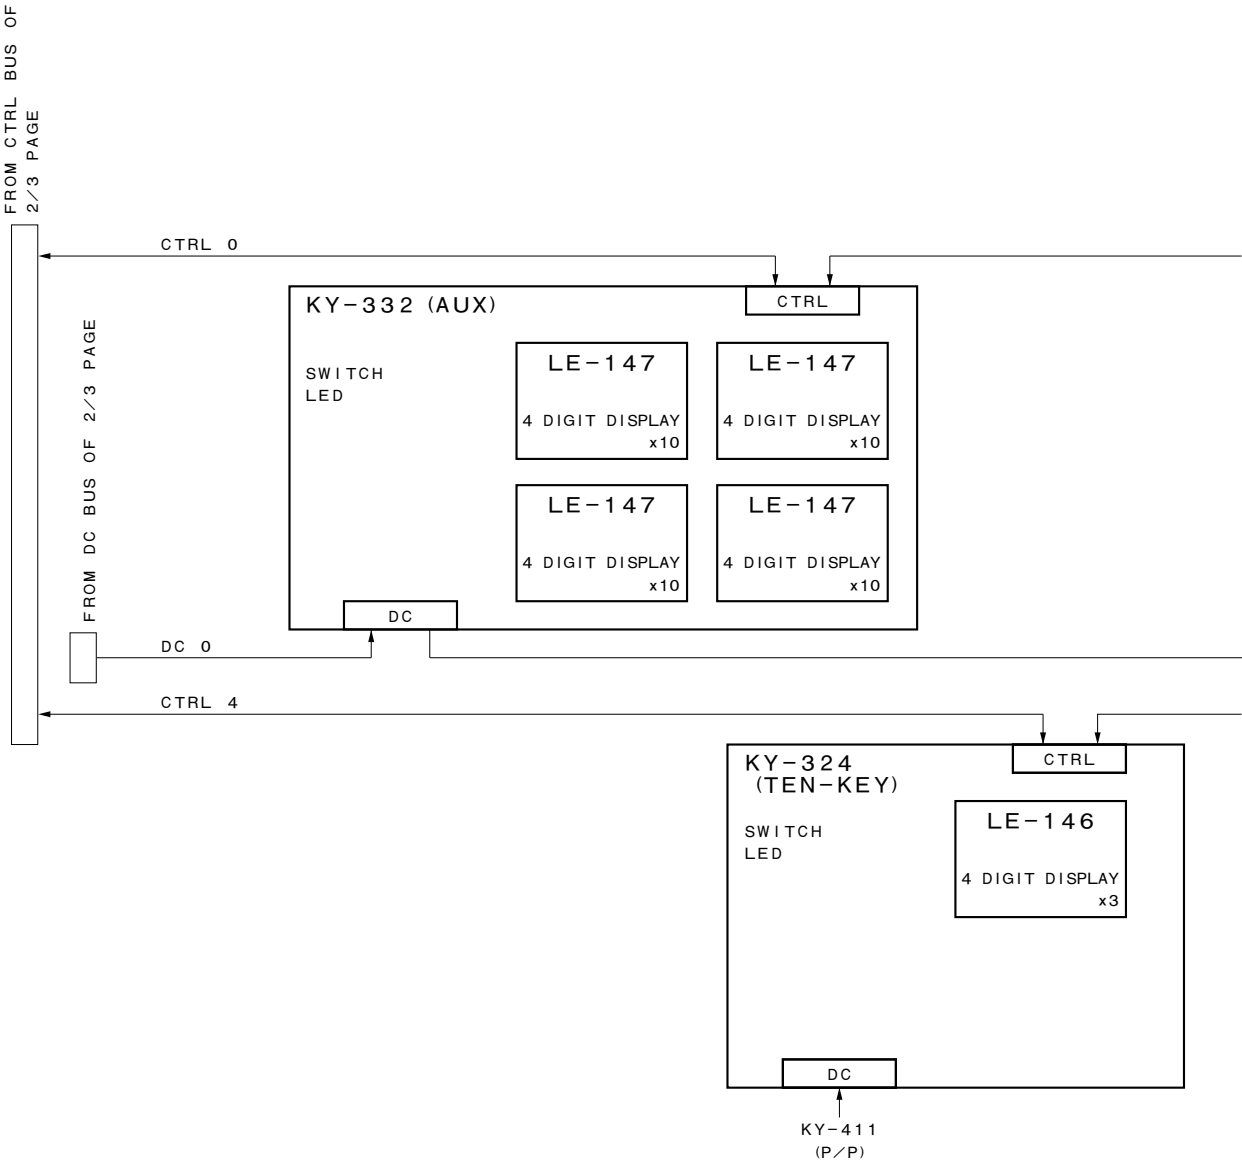 FROM CTRL BUS OF
2/3 PAGE
CTRL 0
KY-332 (AUX)
CTRL
SWITCH
LED
LE-147
4 DIGIT DISPLAY
x10
LE-147
4 DIGIT DISPLAY
x10
LE-147
4 DIGIT DISPLAY
x10
LE-147
4 DIGIT DISPLAY
x10
DC
FROM DC BUS OF 2/3 PAGE
DC 0
CTRL 4
KY-324
(TEN-KEY)
CTRL
SWITCH
LED
LE-146
4 DIGIT DISPLAY
x3
DC
KY-411
(P/P)